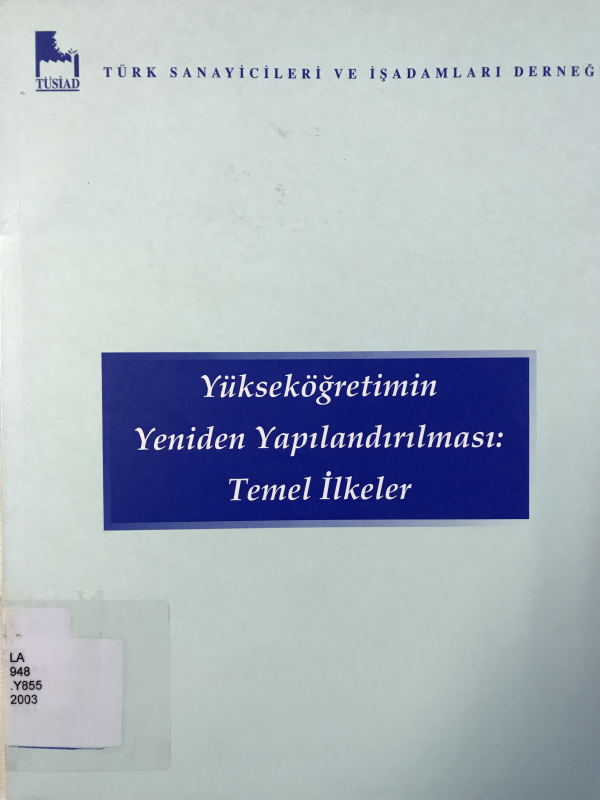 TÜSİAD
TÜRK SANAYİCİLERİ VE İŞADAMLARI DERNEĞ
Yükseköğretimin
Yeniden Yapılandırılması:
Temel İlkeler
LA
948
.Y855
2003